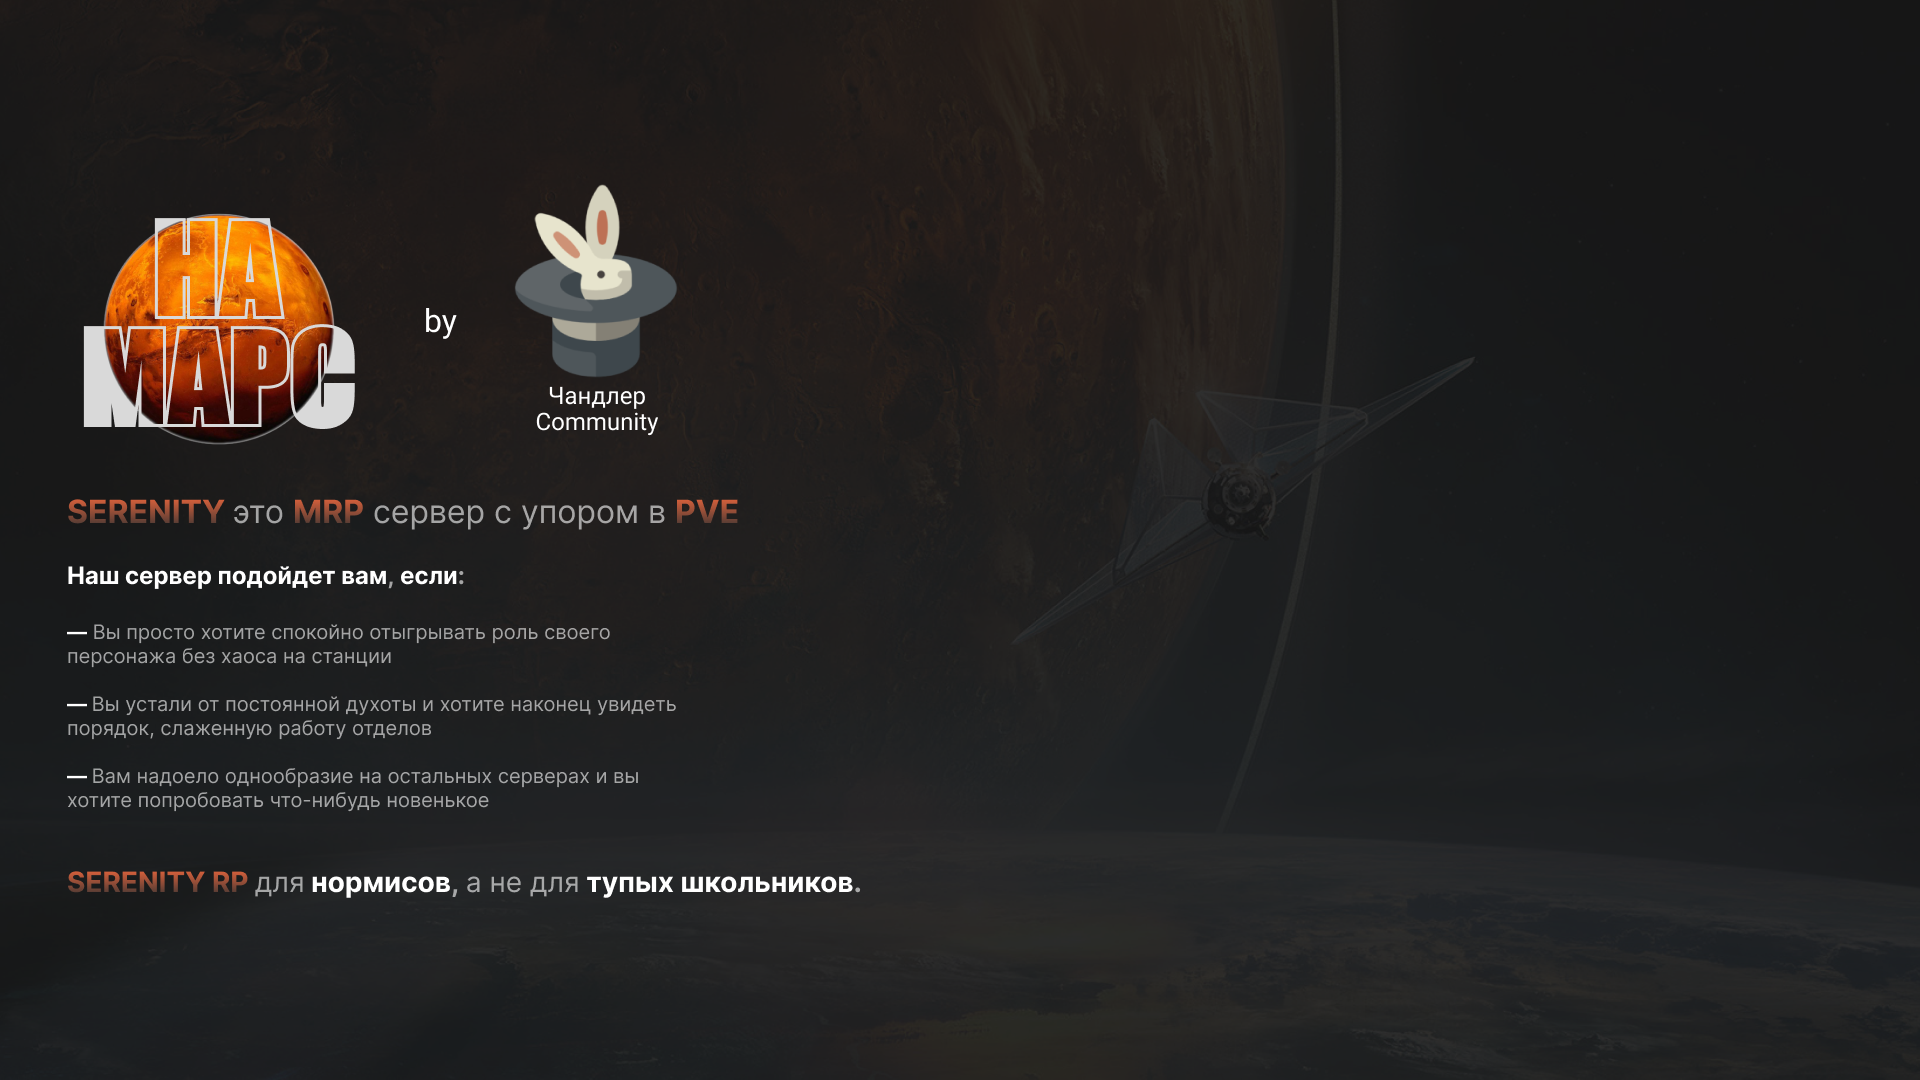 НА
МАРС
by
Чандлер
Community
SERENITY это MRP сервер с упором в PVE
Наш сервер подойдет вам, если:
— Вы просто хотите спокойно отыгрывать роль своего
персонажа без хаоса на станции
— Вы устали от постоянной духоты и хотите наконец увидеть
порядок, слаженную работу отделов
— Вам надоело однообразие на остальных серверах и вы
хотите попробовать что-нибудь новенькое
SERENITY RP для нормисов, а не для тупых школьников.